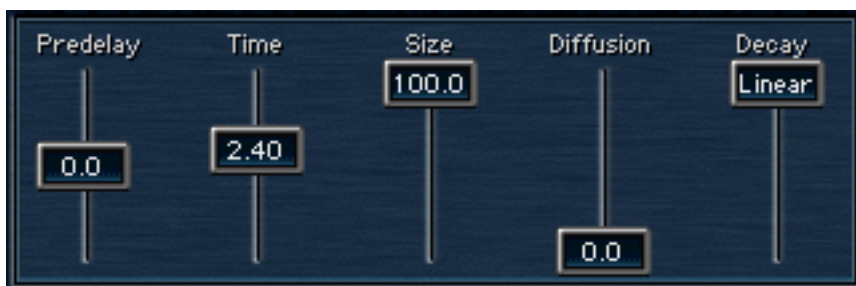 Predelay Time Size Diffusion Decay
0.0 2.40 100.0 0.0 Linear